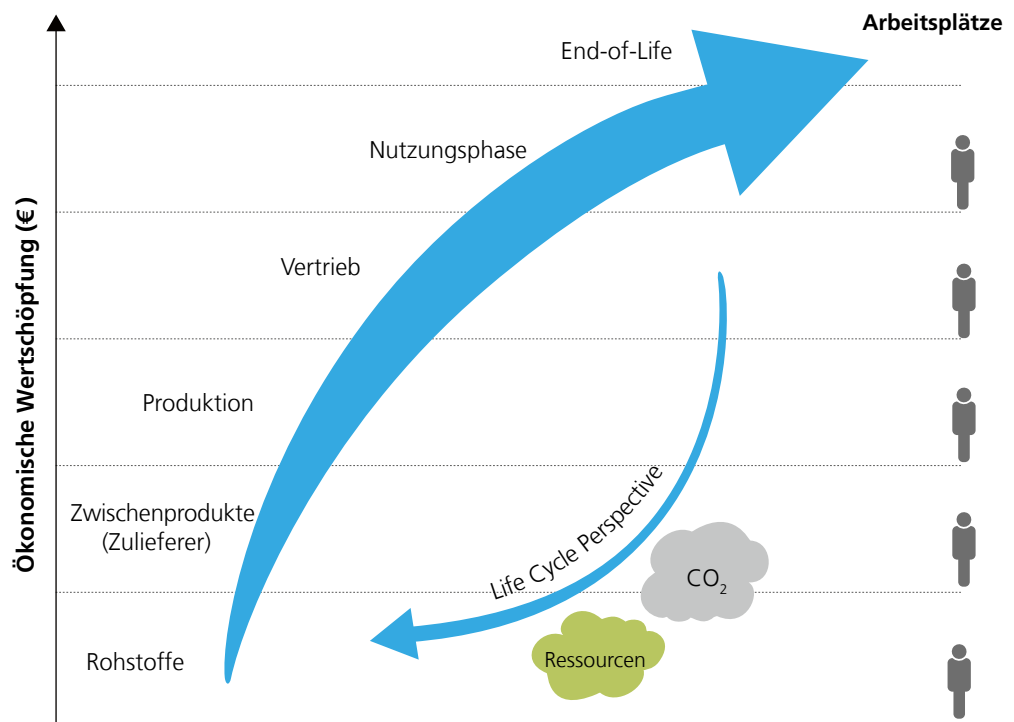 Arbeitsplätze
End-of-Life
Nutzungsphase
Vertrieb
Produktion
Zwischenprodukte
(Zulieferer)
Rohstoffe
Ökonomische Wertschöpfung (€)
Life Cycle Perspective
CO₂
Ressourcen